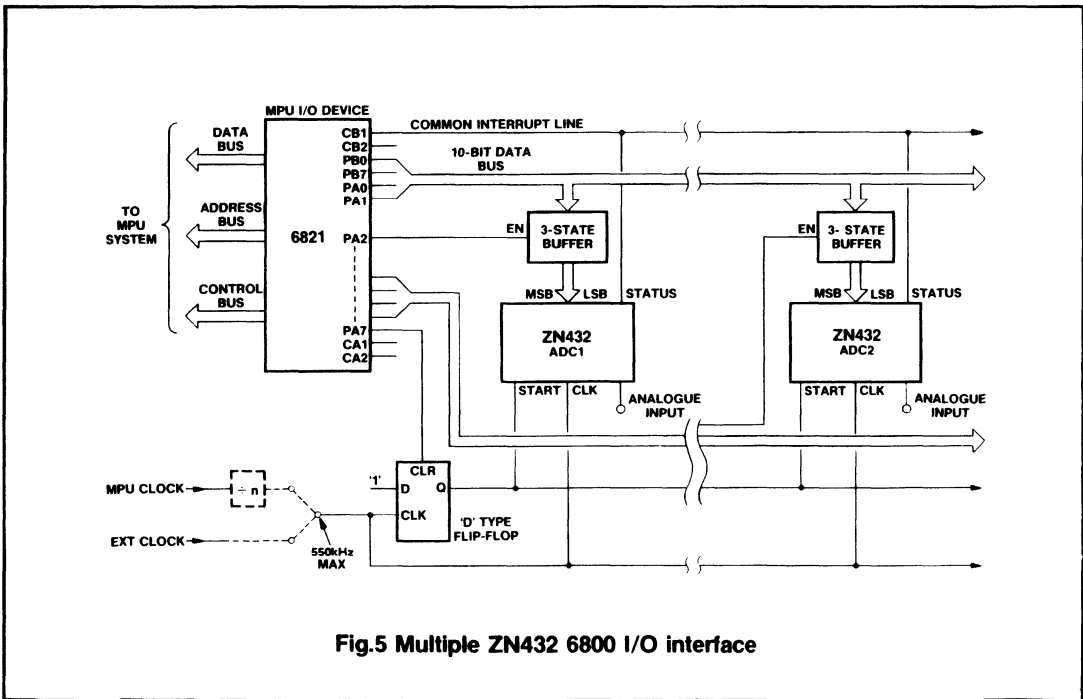 MPU I/O DEVICE
DATA
BUS
ADDRESS
BUS
CONTROL
BUS
TO
MPU
SYSTEM
6821
CB1
CB2
PB0
PB7
PA0
PA1
PA2
PA7
CA1
CA2
COMMON INTERRUPT LINE
10-BIT DATA
BUS
EN
3-STATE
BUFFER
MSB LSB STATUS
ZN432
ADC1
START CLK
ANALOGUE
INPUT
EN
3- STATE
BUFFER
MSB LSB STATUS
ZN432
ADC2
START CLK
ANALOGUE
INPUT
MPU CLOCK
÷ n
EXT CLOCK
550kHz
MAX
'1'
CLR
D Q
CLK
'D' TYPE
FLIP-FLOP
Fig.5 Multiple ZN432 6800 I/O interface